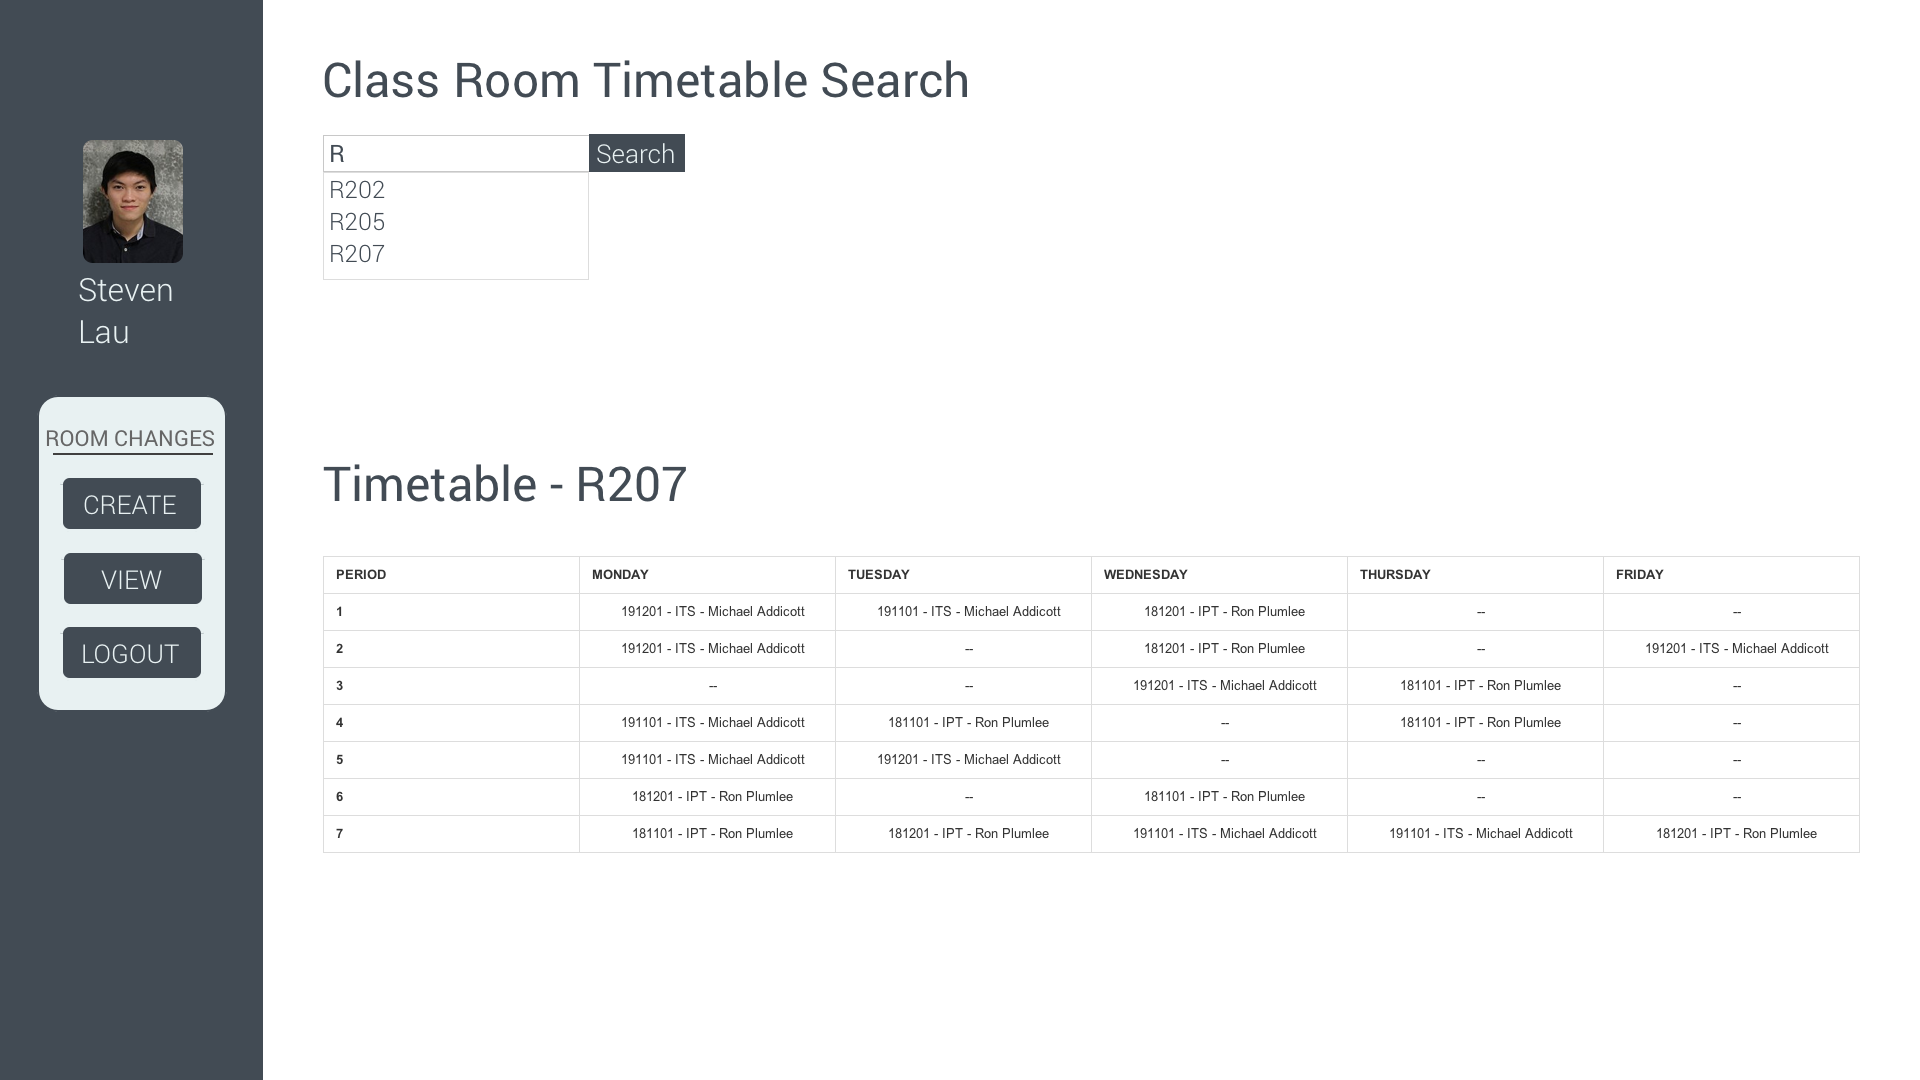 Steven
Lau
ROOM CHANGES
CREATE
VIEW
LOGOUT
Class Room Timetable Search
R Search
R202
R205
R207
Timetable - R207
PERIOD MONDAY TUESDAY WEDNESDAY THURSDAY FRIDAY
1 191201 - ITS - Michael Addicott 191101 - ITS - Michael Addicott 181201 - IPT - Ron Plumlee -- --
2 191201 - ITS - Michael Addicott -- 181201 - IPT - Ron Plumlee -- 191201 - ITS - Michael Addicott
3 -- -- 191201 - ITS - Michael Addicott 181101 - IPT - Ron Plumlee --
4 191101 - ITS - Michael Addicott 181101 - IPT - Ron Plumlee -- 181101 - IPT - Ron Plumlee --
5 191101 - ITS - Michael Addicott 191201 - ITS - Michael Addicott -- -- --
6 181201 - IPT - Ron Plumlee -- 181101 - IPT - Ron Plumlee -- --
7 181101 - IPT - Ron Plumlee 181201 - IPT - Ron Plumlee 191101 - ITS - Michael Addicott 191101 - ITS - Michael Addicott 181201 - IPT - Ron Plumlee